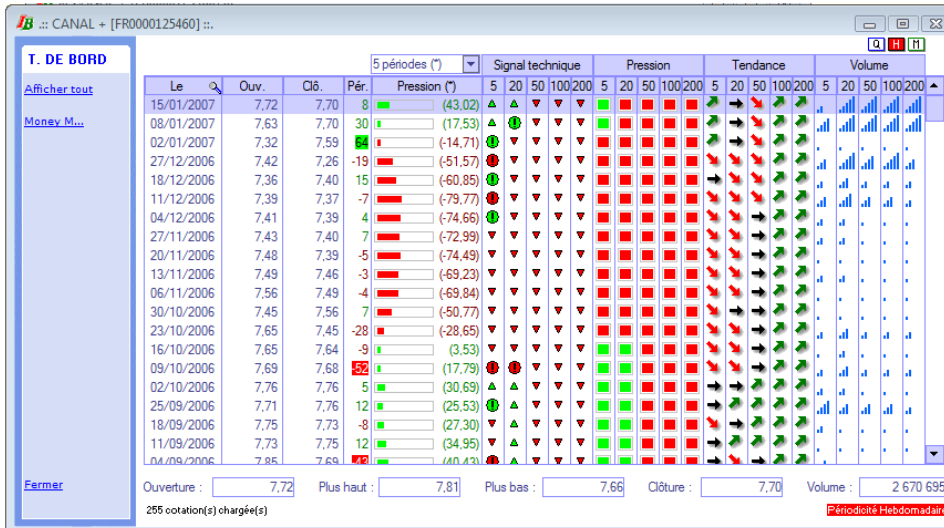 .:: CANAL + [FR0000125460] ::.
Q H M
T. DE BORD
Afficher tout
Money M...
Fermer
5 périodes (*) Signal technique Pression Tendance Volume
Le Ouv. Clô. Pér. Pression (*) 5 20 50 100 200 5 20 50 100 200 5 20 50 100 200 5 20 50 100 200
15/01/2007 7,72 7,70 8 (43,02)
08/01/2007 7,63 7,70 30 (17,53)
02/01/2007 7,32 7,59 64 (-14,71)
27/12/2006 7,42 7,26 -19 (-51,57)
18/12/2006 7,36 7,40 15 (-60,85)
11/12/2006 7,39 7,37 -7 (-79,77)
04/12/2006 7,41 7,39 4 (-74,66)
27/11/2006 7,43 7,40 7 (-72,99)
20/11/2006 7,48 7,39 -5 (-74,49)
13/11/2006 7,49 7,46 -3 (-69,23)
06/11/2006 7,56 7,49 -4 (-69,84)
30/10/2006 7,45 7,56 7 (-50,77)
23/10/2006 7,65 7,45 -28 (-28,65)
16/10/2006 7,65 7,64 -9 (3,53)
09/10/2006 7,69 7,68 -52 (17,79)
02/10/2006 7,76 7,76 5 (30,69)
25/09/2006 7,71 7,76 12 (25,53)
18/09/2006 7,75 7,73 -8 (27,30)
11/09/2006 7,73 7,75 12 (34,95)
04/09/2006 7,85 7,69 -43 (40,43)
Ouverture : 7,72 Plus haut : 7,81 Plus bas : 7,66 Clôture : 7,70 Volume : 2 670 695
255 cotation(s) chargée(s) Périodicité Hebdomadaire